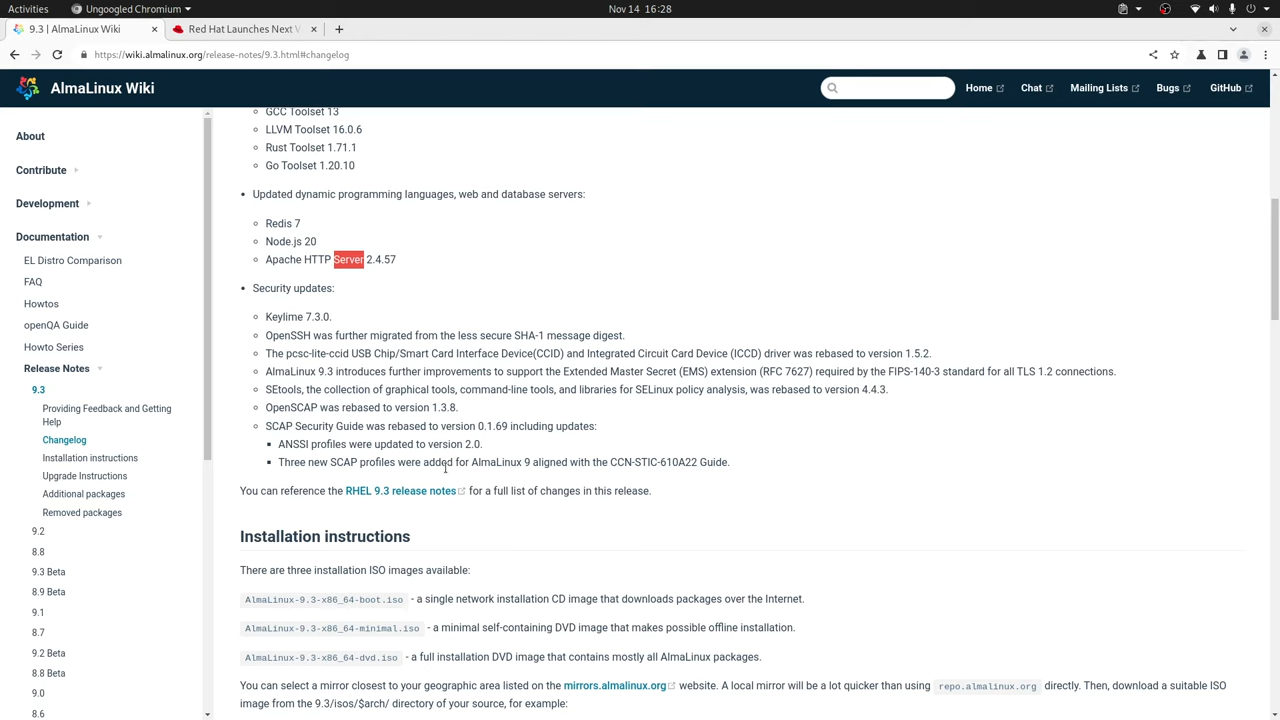 Activities
Ungoogled Chromium
Nov 14 16:28
9.3 | AlmaLinux Wiki
Red Hat Launches Next V
https://wiki.almalinux.org/release-notes/9.3.html#changelog
AlmaLinux Wiki
Home
Chat
Mailing Lists
Bugs
GitHub
About
Contribute
Development
Documentation
EL Distro Comparison
FAQ
Howtos
openQA Guide
Howto Series
Release Notes
9.3
Providing Feedback and Getting
Help
Changelog
Installation instructions
Upgrade Instructions
Additional packages
Removed packages
9.2
8.8
9.3 Beta
8.9 Beta
9.1
8.7
9.2 Beta
8.8 Beta
9.0
8.6
GCC Toolset 13
LLVM Toolset 16.0.6
Rust Toolset 1.71.1
Go Toolset 1.20.10
Updated dynamic programming languages, web and database servers:
Redis 7
Node.js 20
Apache HTTP Server 2.4.57
Security updates:
Keylime 7.3.0.
OpenSSH was further migrated from the less secure SHA-1 message digest.
The pcsc-lite-ccid USB Chip/Smart Card Interface Device(CCID) and Integrated Circuit Card Device (ICCD) driver was rebased to version 1.5.2.
AlmaLinux 9.3 introduces further improvements to support the Extended Master Secret (EMS) extension (RFC 7627) required by the FIPS-140-3 standard for all TLS 1.2 connections.
SEtools, the collection of graphical tools, command-line tools, and libraries for SELinux policy analysis, was rebased to version 4.4.3.
OpenSCAP was rebased to version 1.3.8.
SCAP Security Guide was rebased to version 0.1.69 including updates:
ANSSI profiles were updated to version 2.0.
Three new SCAP profiles were added for AlmaLinux 9 aligned with the CCN-STIC-610A22 Guide.
You can reference the RHEL 9.3 release notes for a full list of changes in this release.
Installation instructions
There are three installation ISO images available:
AlmaLinux-9.3-x86_64-boot.iso - a single network installation CD image that downloads packages over the Internet.
AlmaLinux-9.3-x86_64-minimal.iso - a minimal self-containing DVD image that makes possible offline installation.
AlmaLinux-9.3-x86_64-dvd.iso - a full installation DVD image that contains mostly all AlmaLinux packages.
You can select a mirror closest to your geographic area listed on the mirrors.almalinux.org website. A local mirror will be a lot quicker than using repo.almalinux.org directly. Then, download a suitable ISO
image from the 9.3/isos/$arch/ directory of your source, for example: